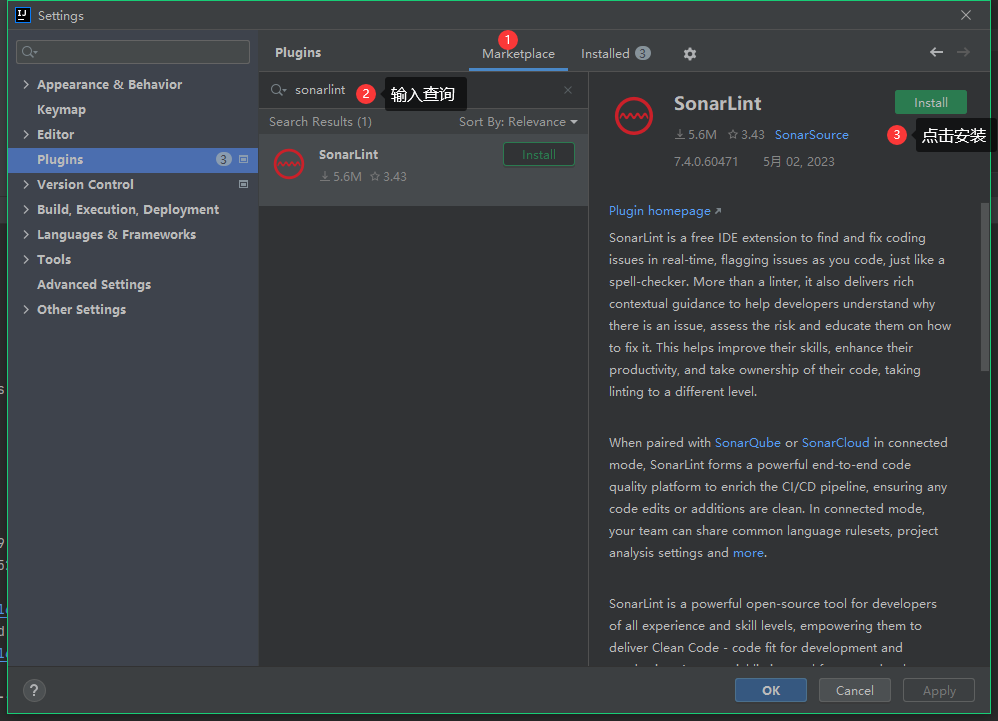 Settings
Plugins
1
Marketplace
Installed 3
Appearance & Behavior
Keymap
Editor
Plugins 3
Version Control
Build, Execution, Deployment
Languages & Frameworks
Tools
Advanced Settings
Other Settings
sonarlint
2 输入查询
Search Results (1)
Sort By: Relevance
SonarLint
Install
5.6M 3.43
SonarLint
Install
5.6M 3.43 SonarSource
3 点击安装
7.4.0.60471 5月 02, 2023
Plugin homepage
SonarLint is a free IDE extension to find and fix coding
issues in real-time, flagging issues as you code, just like a
spell-checker. More than a linter, it also delivers rich
contextual guidance to help developers understand why
there is an issue, assess the risk and educate them on how
to fix it. This helps improve their skills, enhance their
productivity, and take ownership of their code, taking
linting to a different level.
When paired with SonarQube or SonarCloud in connected
mode, SonarLint forms a powerful end-to-end code
quality platform to enrich the CI/CD pipeline, ensuring any
code edits or additions are clean. In connected mode,
your team can share common language rulesets, project
analysis settings and more.
SonarLint is a powerful open-source tool for developers
of all experience and skill levels, empowering them to
deliver Clean Code - code fit for development and
?
OK
Cancel
Apply